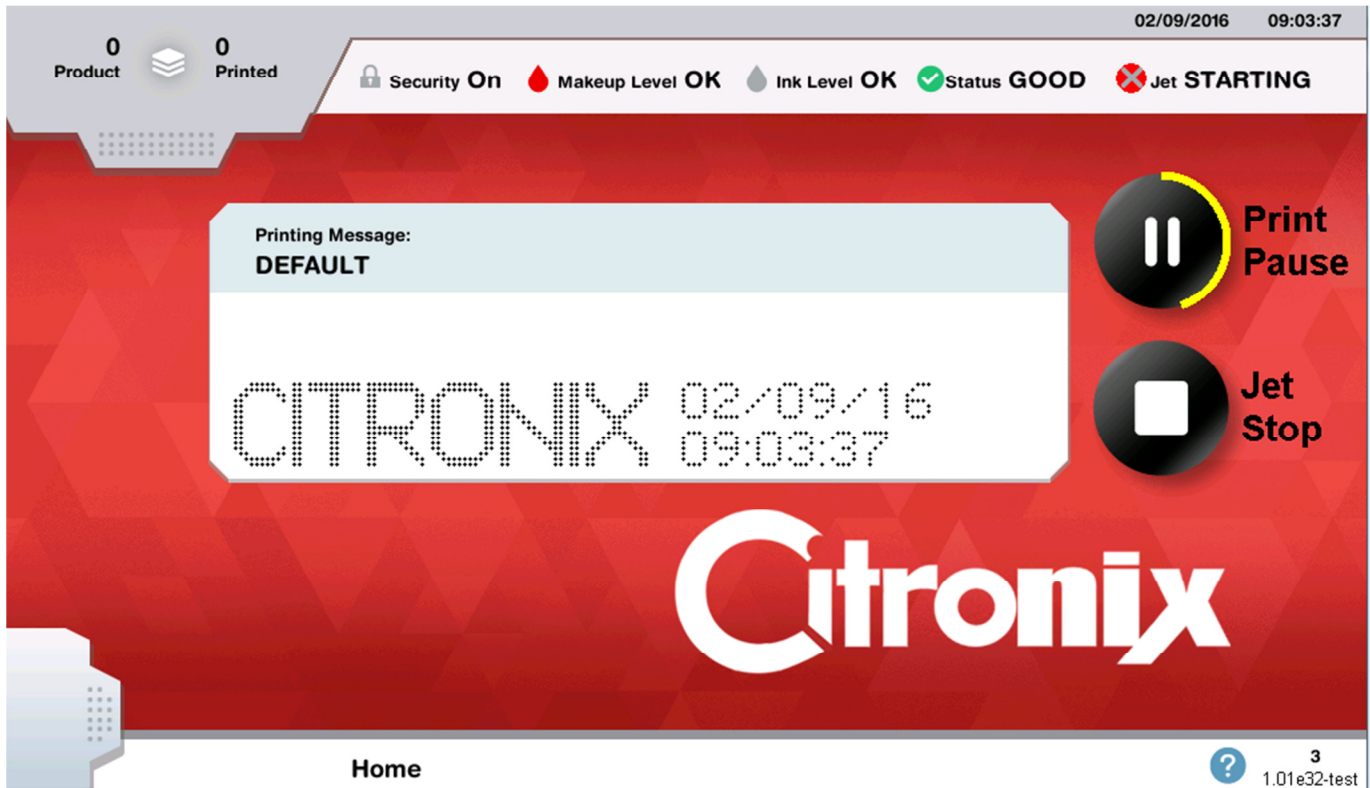 02/09/2016 09:03:37
0 0
Product Printed
Security On Makeup Level OK Ink Level OK Status GOOD Jet STARTING
Printing Message:
DEFAULT
Print
Pause
CITRONIX 02/09/16
09:03:37
Jet
Stop
Citronix
Home
?
3
1.01e32-test